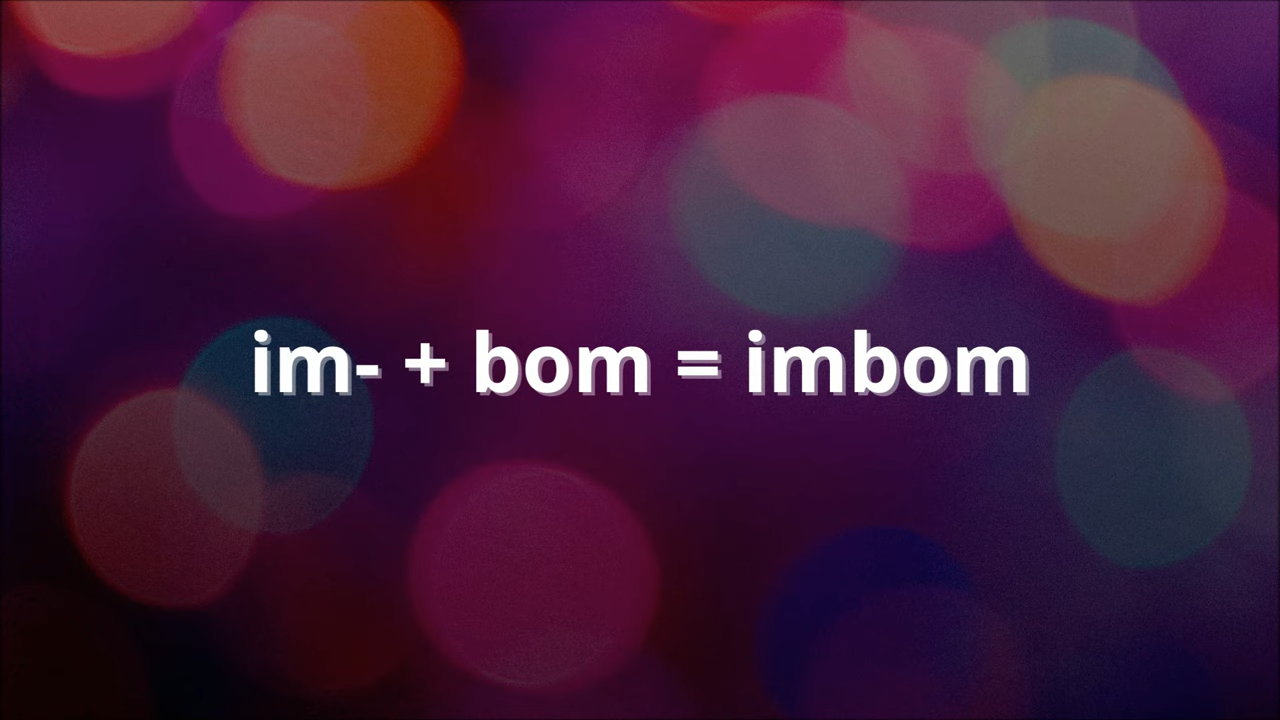 im- + bom = imbom